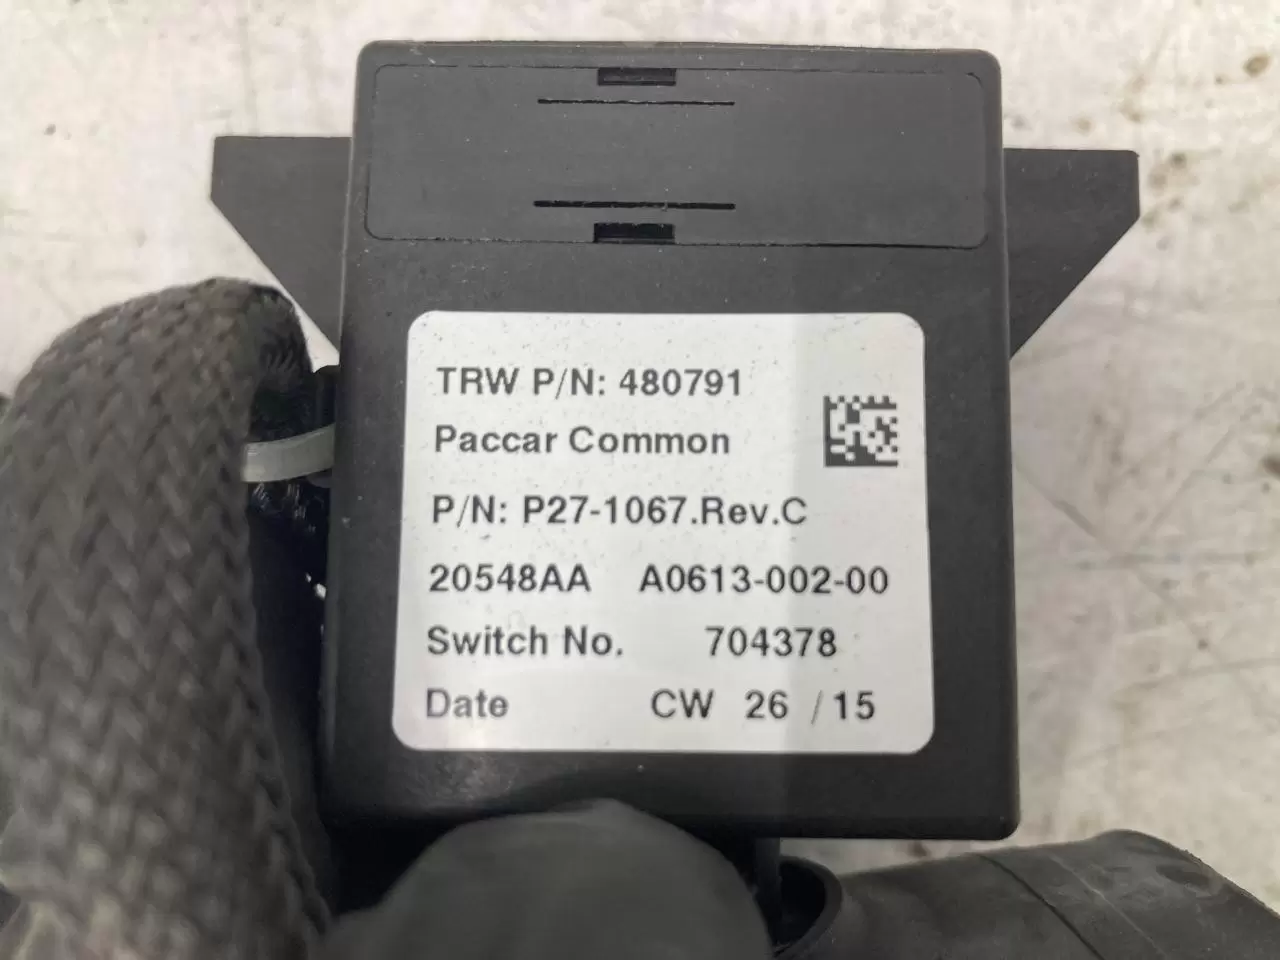 TRW P/N: 480791
Paccar Common
P/N: P27-1067.Rev.C
20548AA A0613-002-00
Switch No. 704378
Date CW 26 / 15